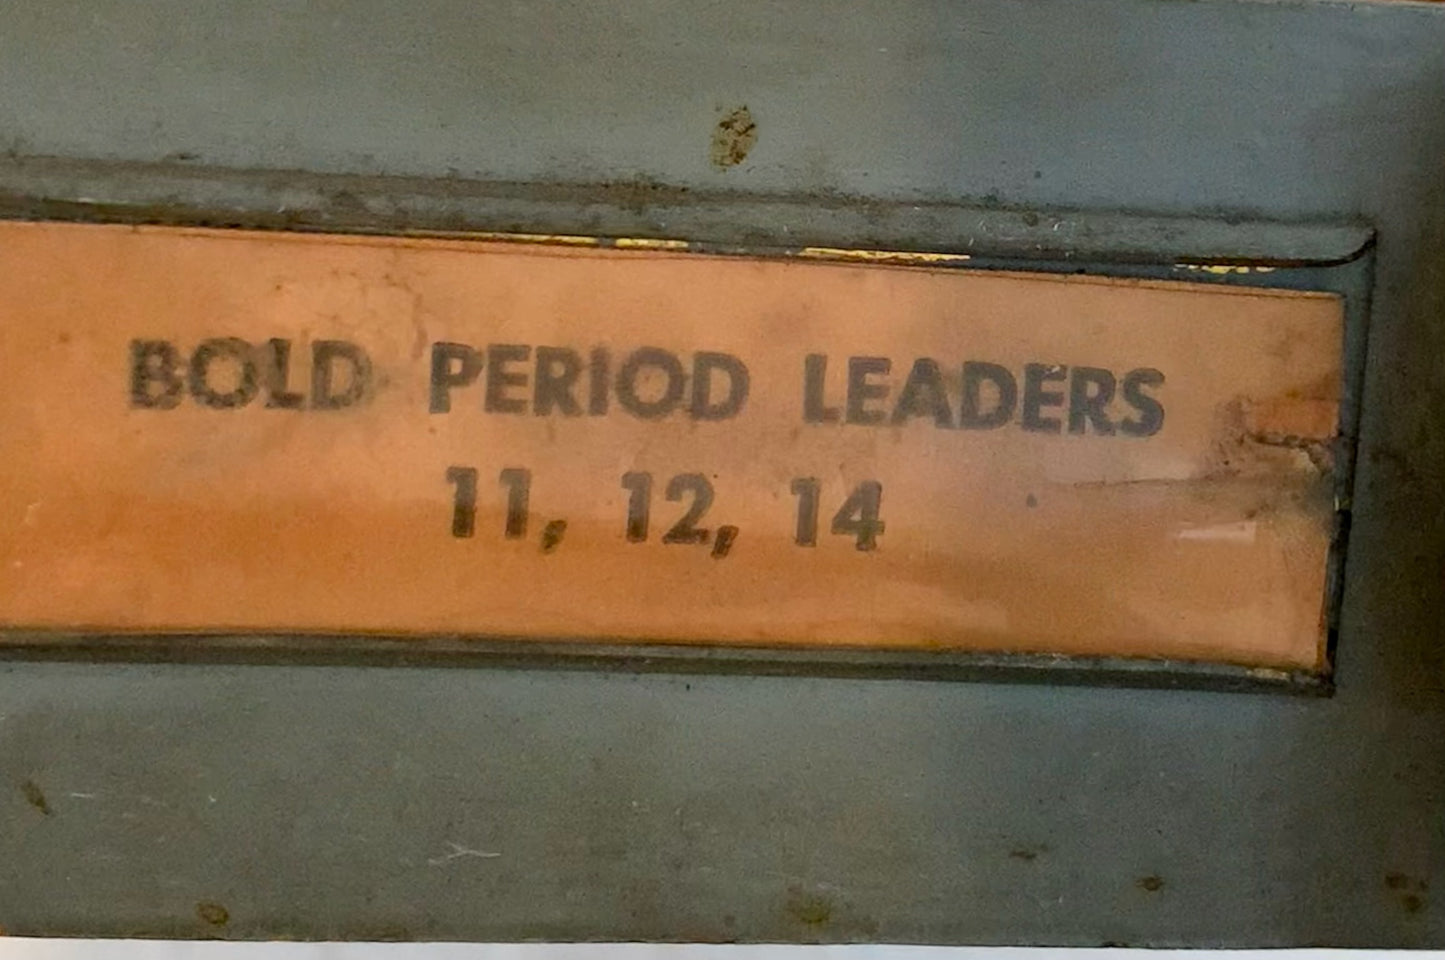 BOLD PERIOD LEADERS
11, 12, 14